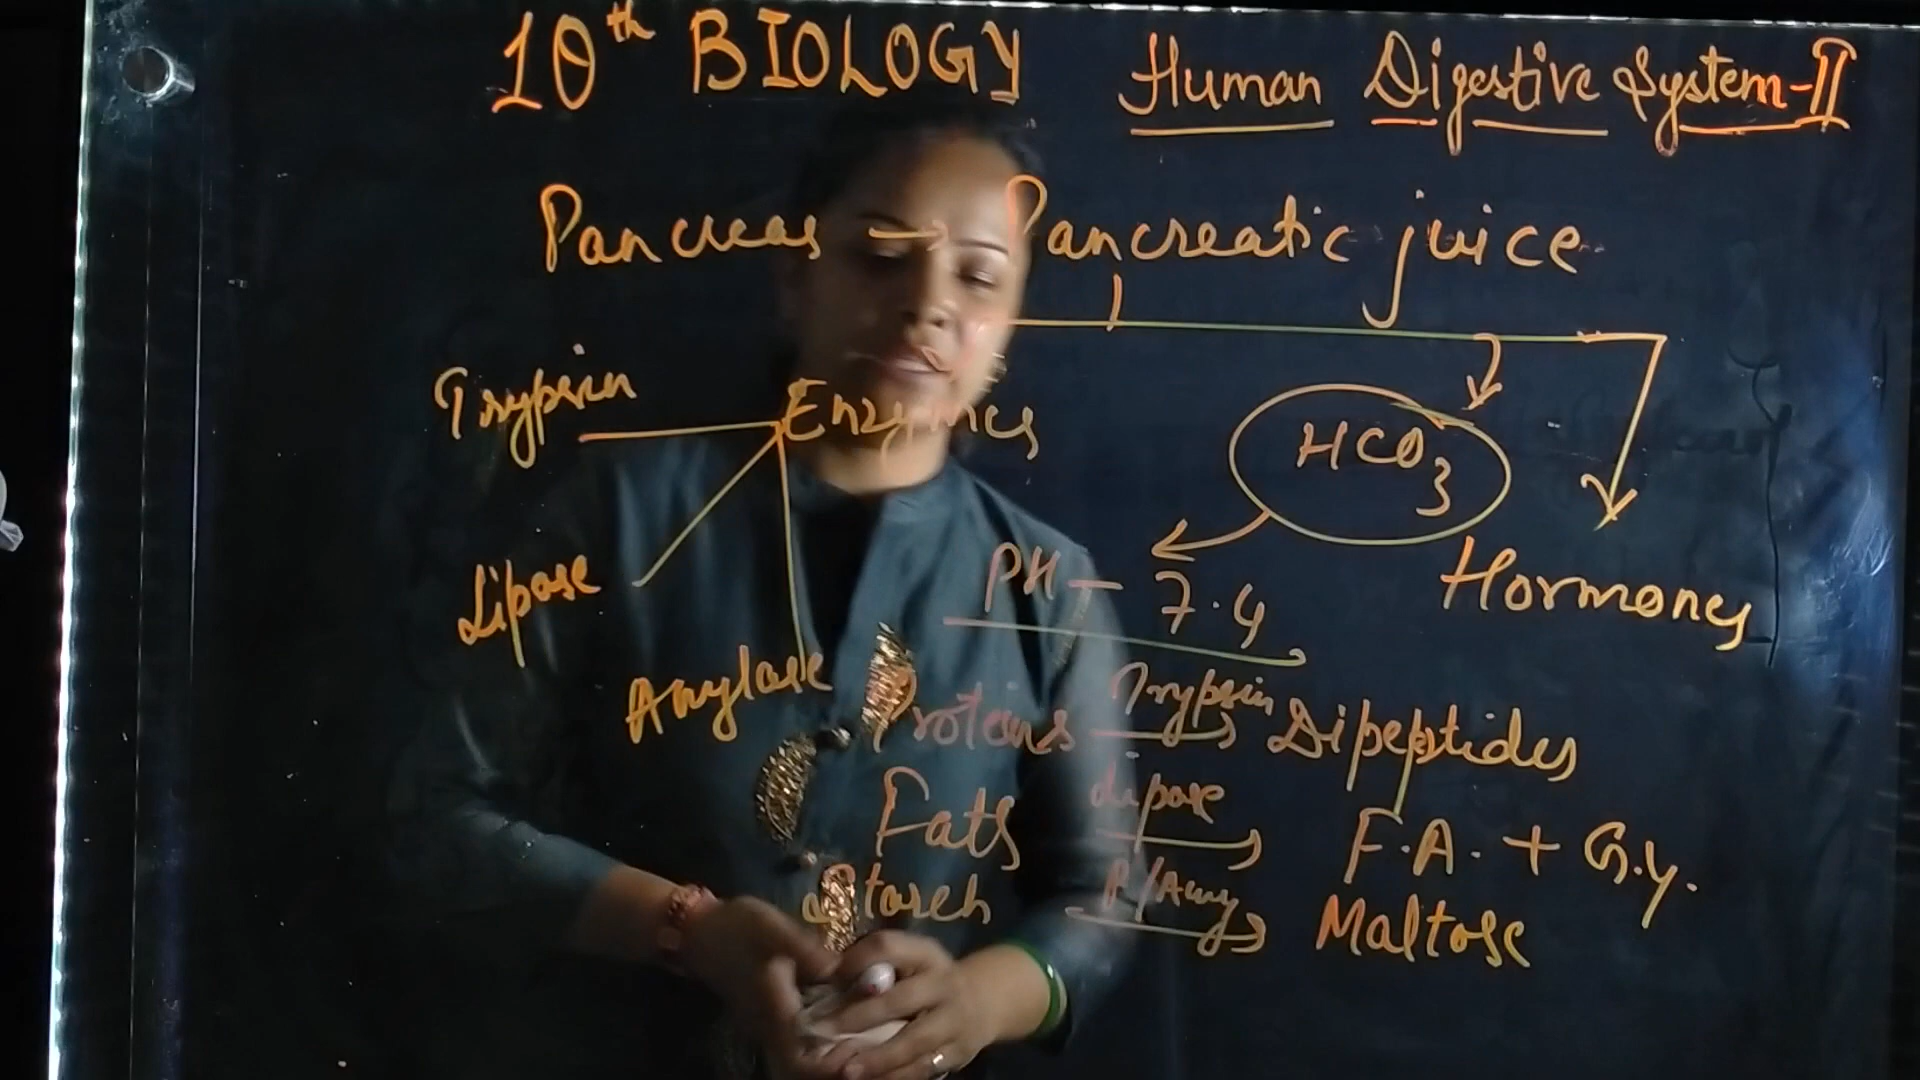 10th BIOLOGY Human Digestive System-II
Pancreas → Pancreatic juice
Trypsin Enzymes HCO3
Lipase PH - 7.4 Hormones
Amylase
Proteins Trypsin → Dipeptides
Fats Lipase → F.A. + G.y.
Starch P/Amy → Maltose